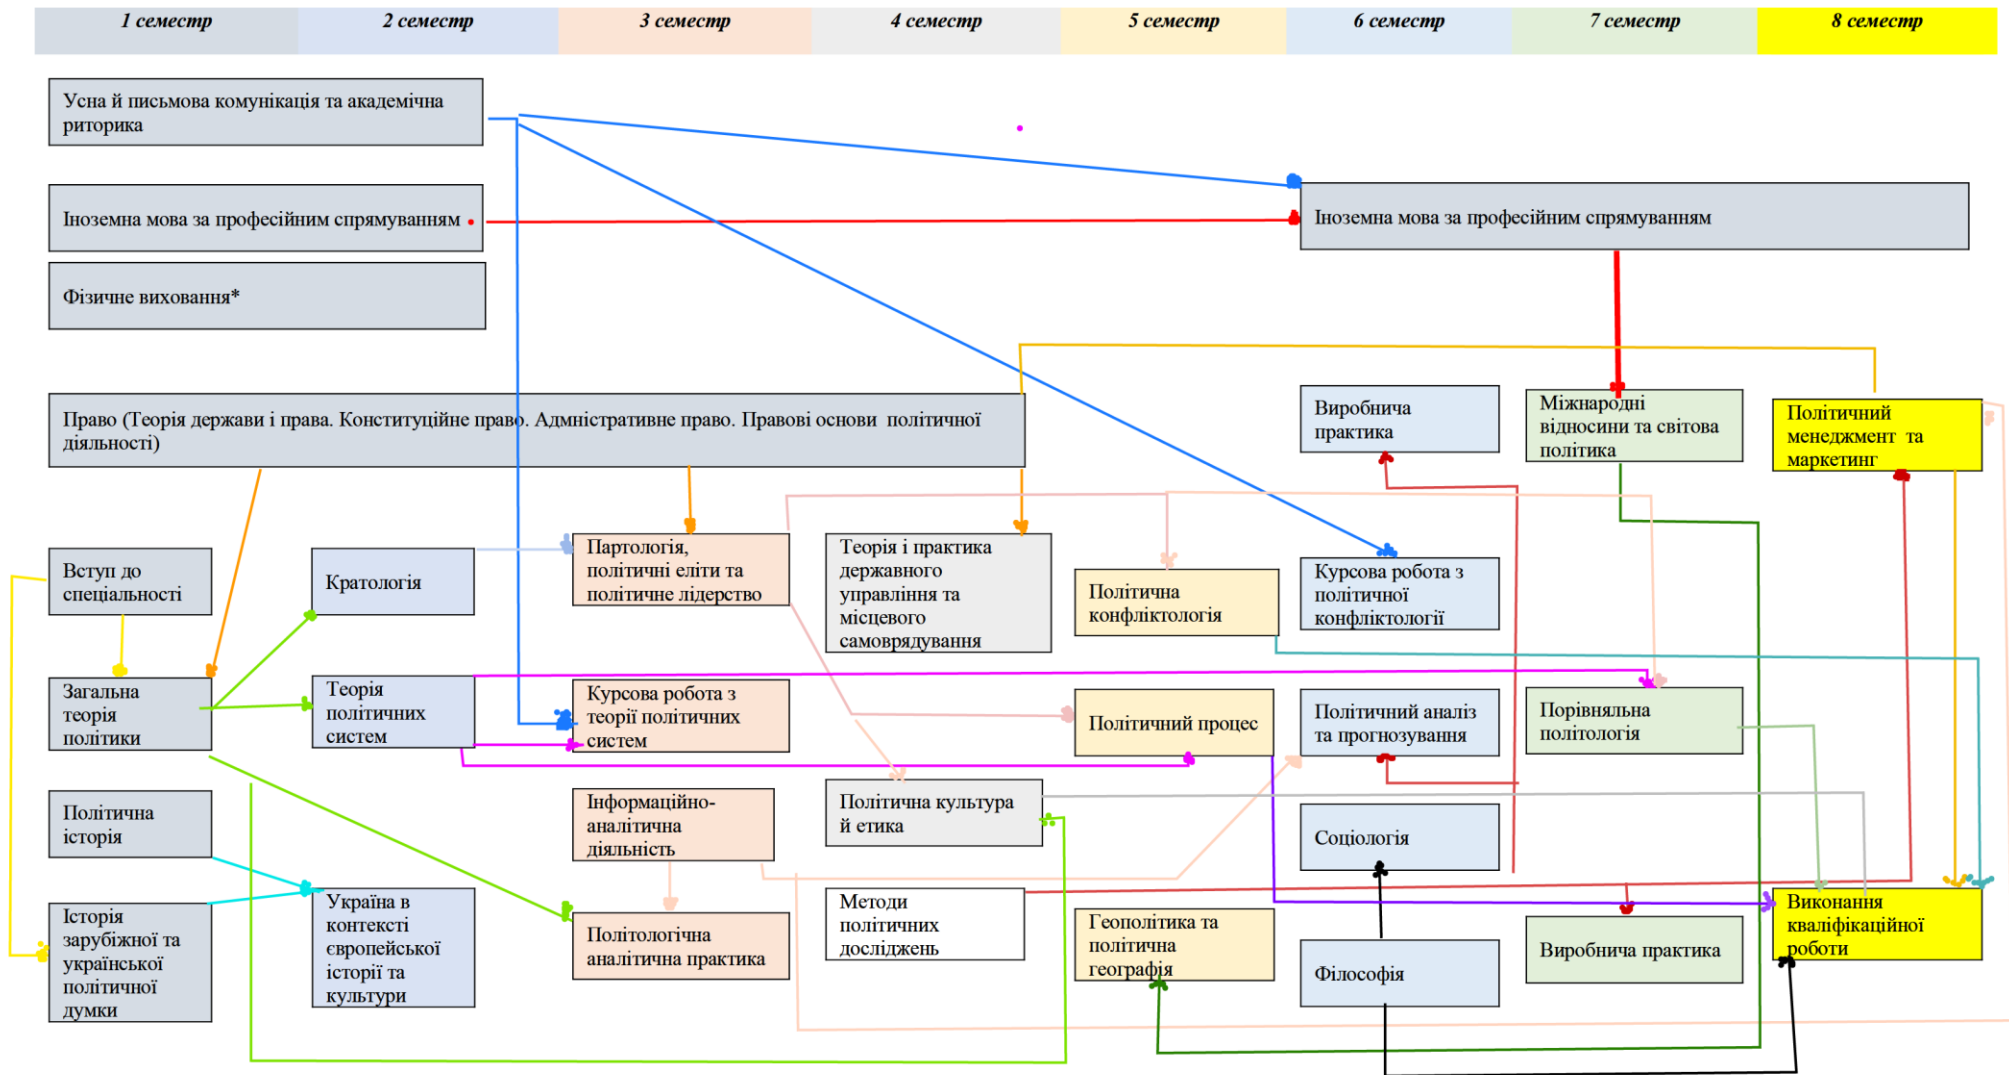 1 семестр
2 семестр
3 семестр
4 семестр
5 семестр
6 семестр
7 семестр
8 семестр
Усна й письмова комунікація та академічна
риторика
Іноземна мова за професійним спрямуванням
Іноземна мова за професійним спрямуванням
Фізичне виховання*
Право (Теорія держави і права. Конституційне право. Адмністративне право. Правові основи політичної
діяльності)
Виробнича
практика
Міжнародні
відносини та світова
політика
Політичний
менеджмент та
маркетинг
Вступ до
спеціальності
Кратологія
Партологія,
політичні еліти та
політичне лідерство
Теорія і практика
державного
управління та
місцевого
самоврядування
Політична
конфліктологія
Курсова робота з
політичної
конфліктології
Загальна
теорія
політики
Теорія
політичних
систем
Курсова робота з
теорії політичних
систем
Політичний процес
Політичний аналіз
та прогнозування
Порівняльна
політологія
Політична
історія
Інформаційно-
аналітична
діяльність
Політична культура
й етика
Соціологія
Історія
зарубіжної та
української
політичної
думки
Україна в
контексті
європейської
історії та
культури
Політологічна
аналітична практика
Методи
політичних
досліджень
Геополітика та
політична
географія
Філософія
Виробнича практика
Виконання
кваліфікаційної
роботи